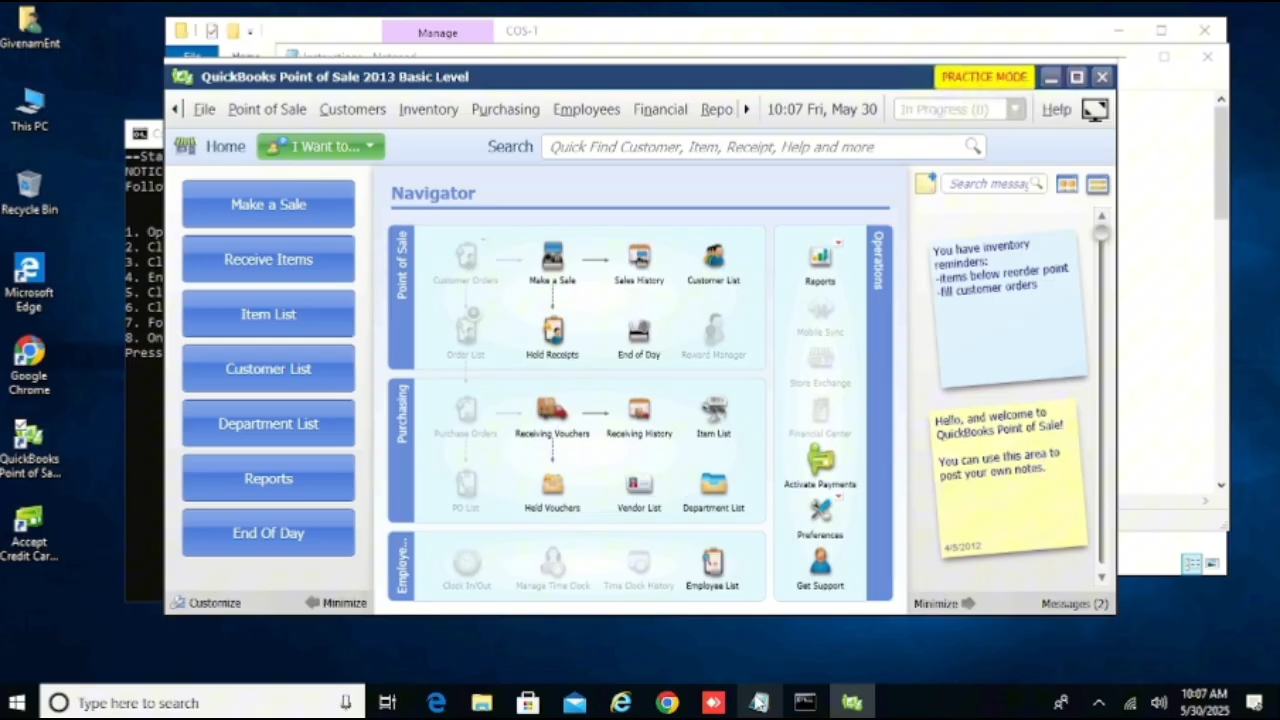 GivenamEnt
This PC
Recycle Bin
Microsoft
Edge
Google
Chrome
QuickBooks
Point of Sa...
Accept
Credit Car...
Manage
COS-1
--Sta
NOTIC
Follo
1. Op
2. Cl
3. Cl
4. En
5. Cl
6. Cl
7. Fo
8. On
Press
QuickBooks Point of Sale 2013 Basic Level
PRACTICE MODE
File Point of Sale Customers Inventory Purchasing Employees Financial Repo 10:07 Fri, May 30 In Progress (0) Help
Home I Want to... Search Quick Find Customer, Item, Receipt, Help and more
Make a Sale
Receive Items
Item List
Customer List
Department List
Reports
End Of Day
Customize Minimize
Navigator
Point of Sale
Customer Orders Make a Sale Sales History Customer List
Order List Held Receipts End of Day Reward Manager
Purchasing
Purchase Orders Receiving Vouchers Receiving History Item List
PO List Held Vouchers Vendor List Department List
Employe...
Clock In/Out Manage Time Clock Time Clock History Employee List
Operations
Reports
Mobile Sync
Store Exchange
Financial Center
Activate Payments
Preferences
Get Support
Search messag
You have inventory
reminders:
-items below reorder point
-fill customer orders
Hello, and welcome to
QuickBooks Point of Sale!
You can use this area to
post your own notes.
4/5/2012
Minimize Messages (2)
Type here to search
10:07 AM
5/30/2025